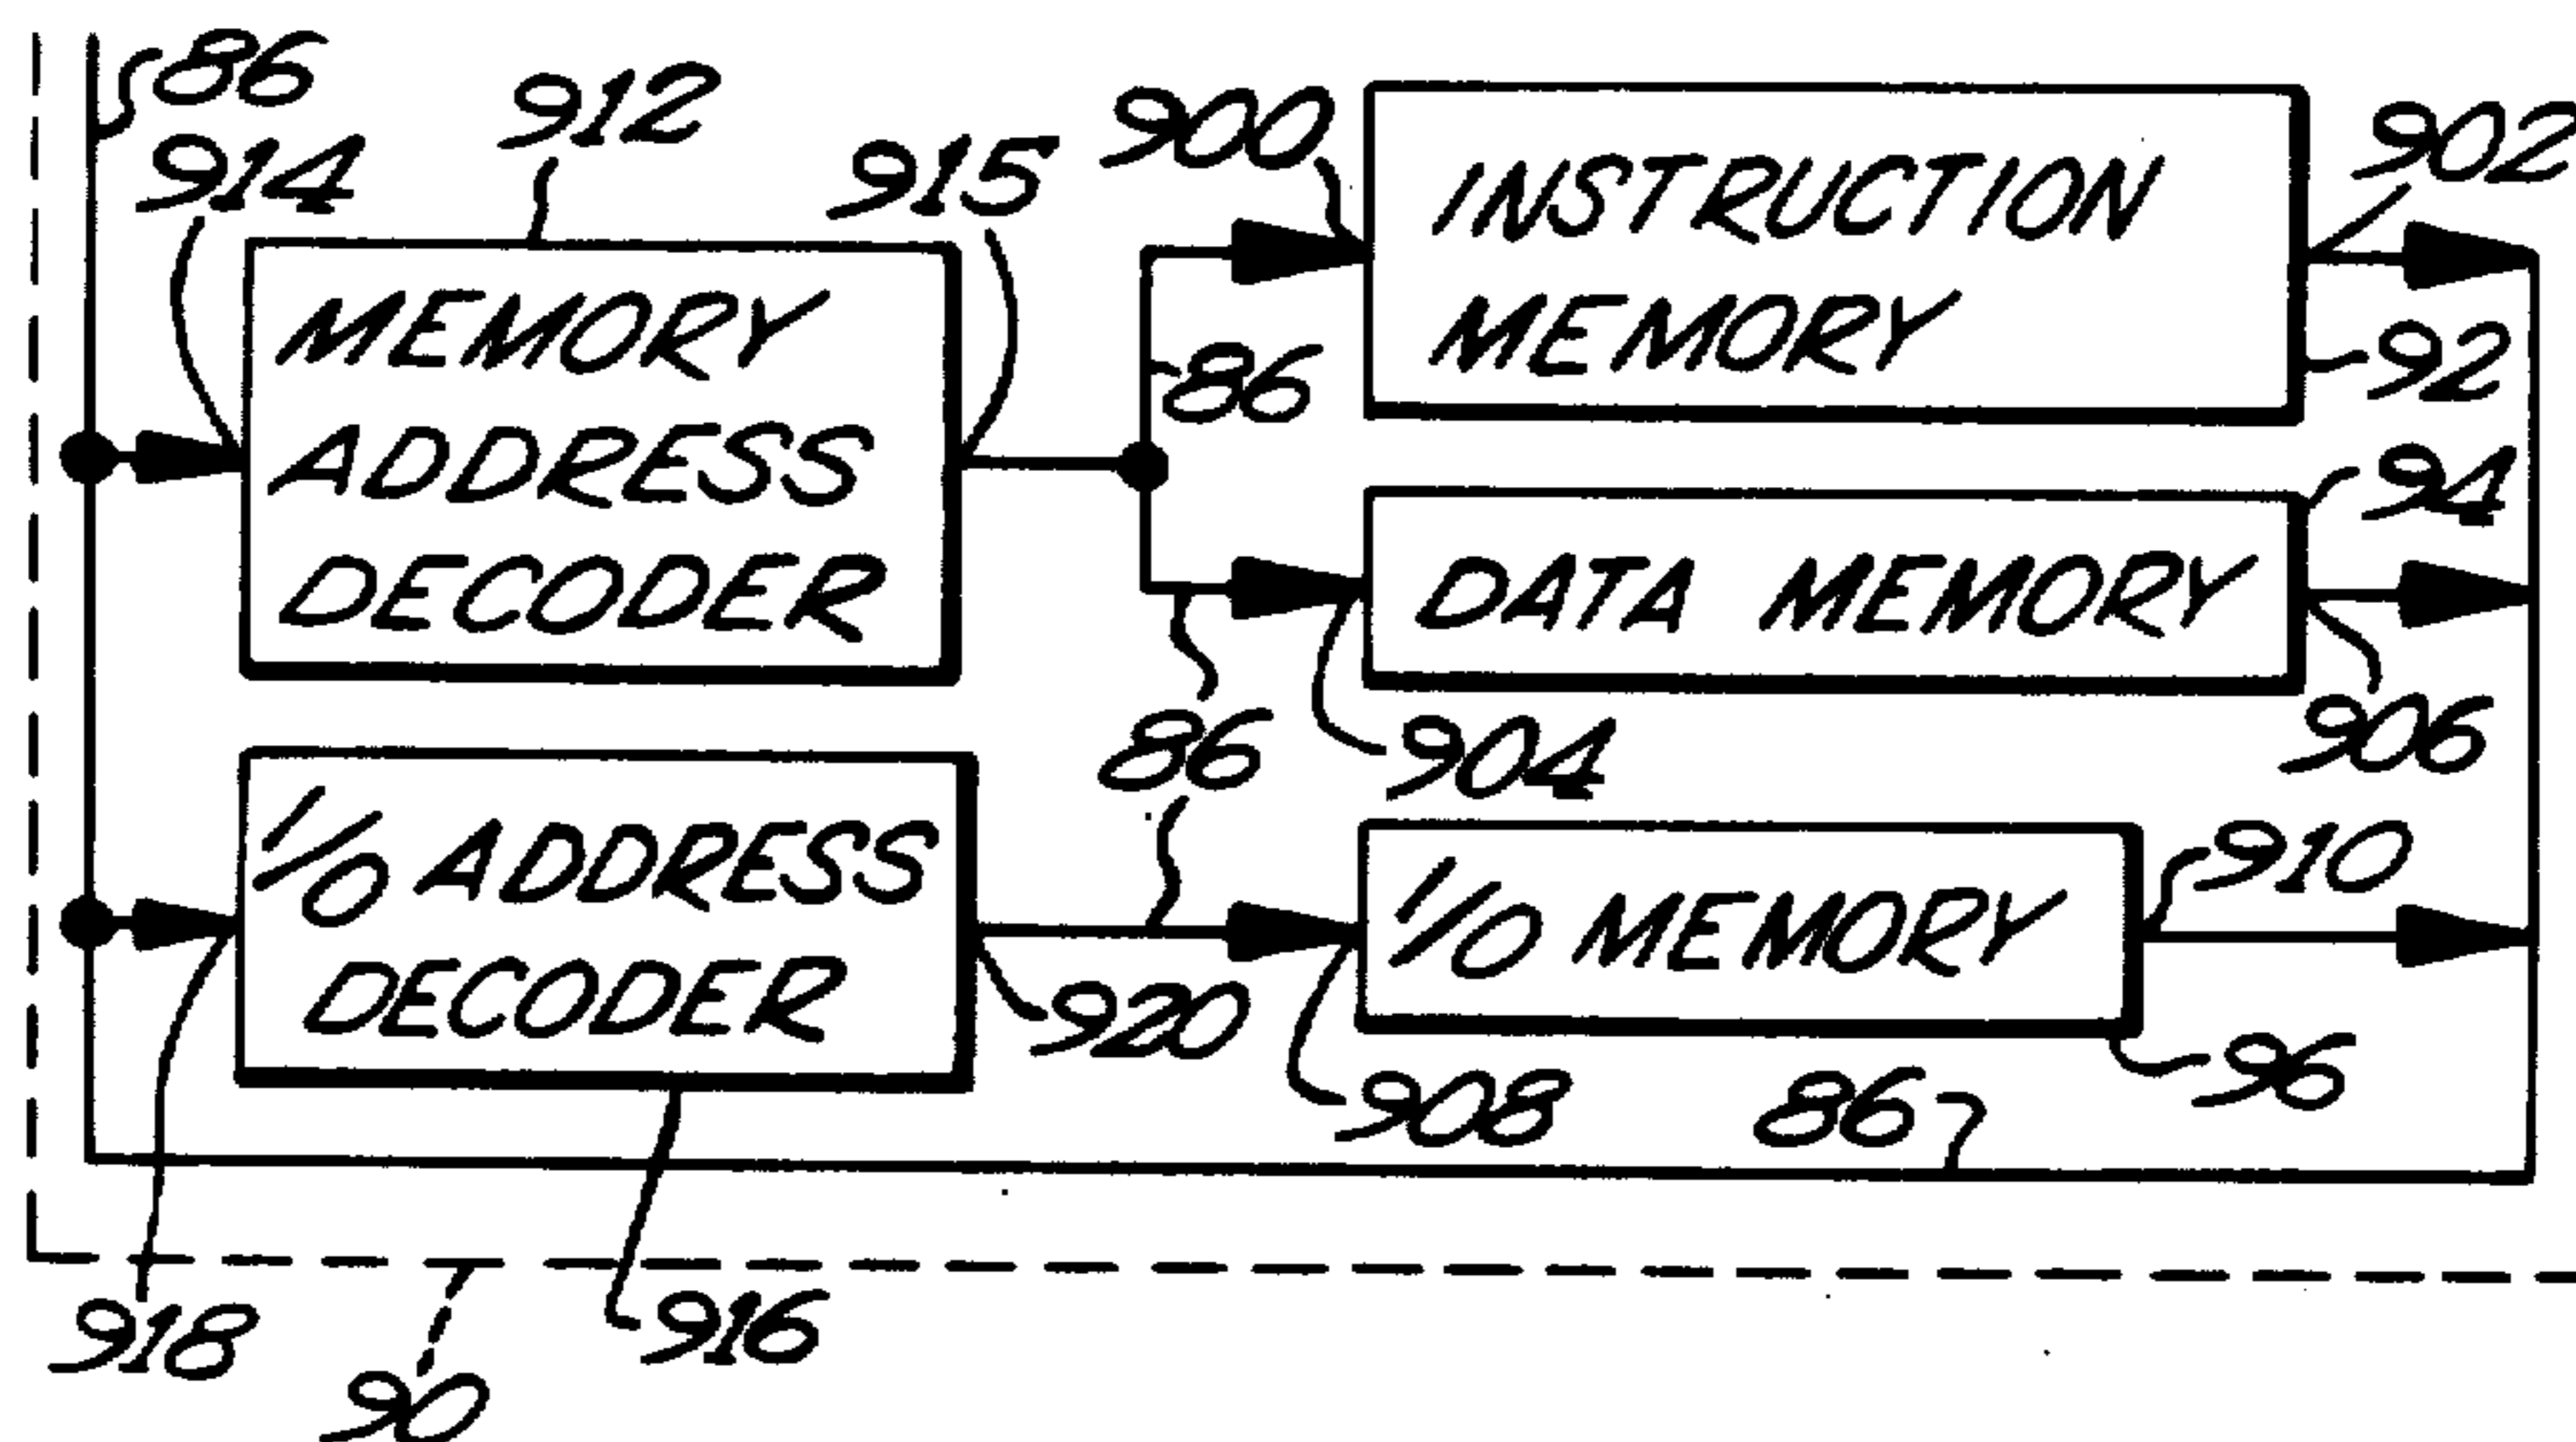 86
914
912
915
900
INSTRUCTION
MEMORY
902
92
MEMORY
ADDRESS
DECODER
86
94
DATA MEMORY
906
86
904
I/O ADDRESS
DECODER
920
I/O MEMORY
910
908
86
96
918
916
90